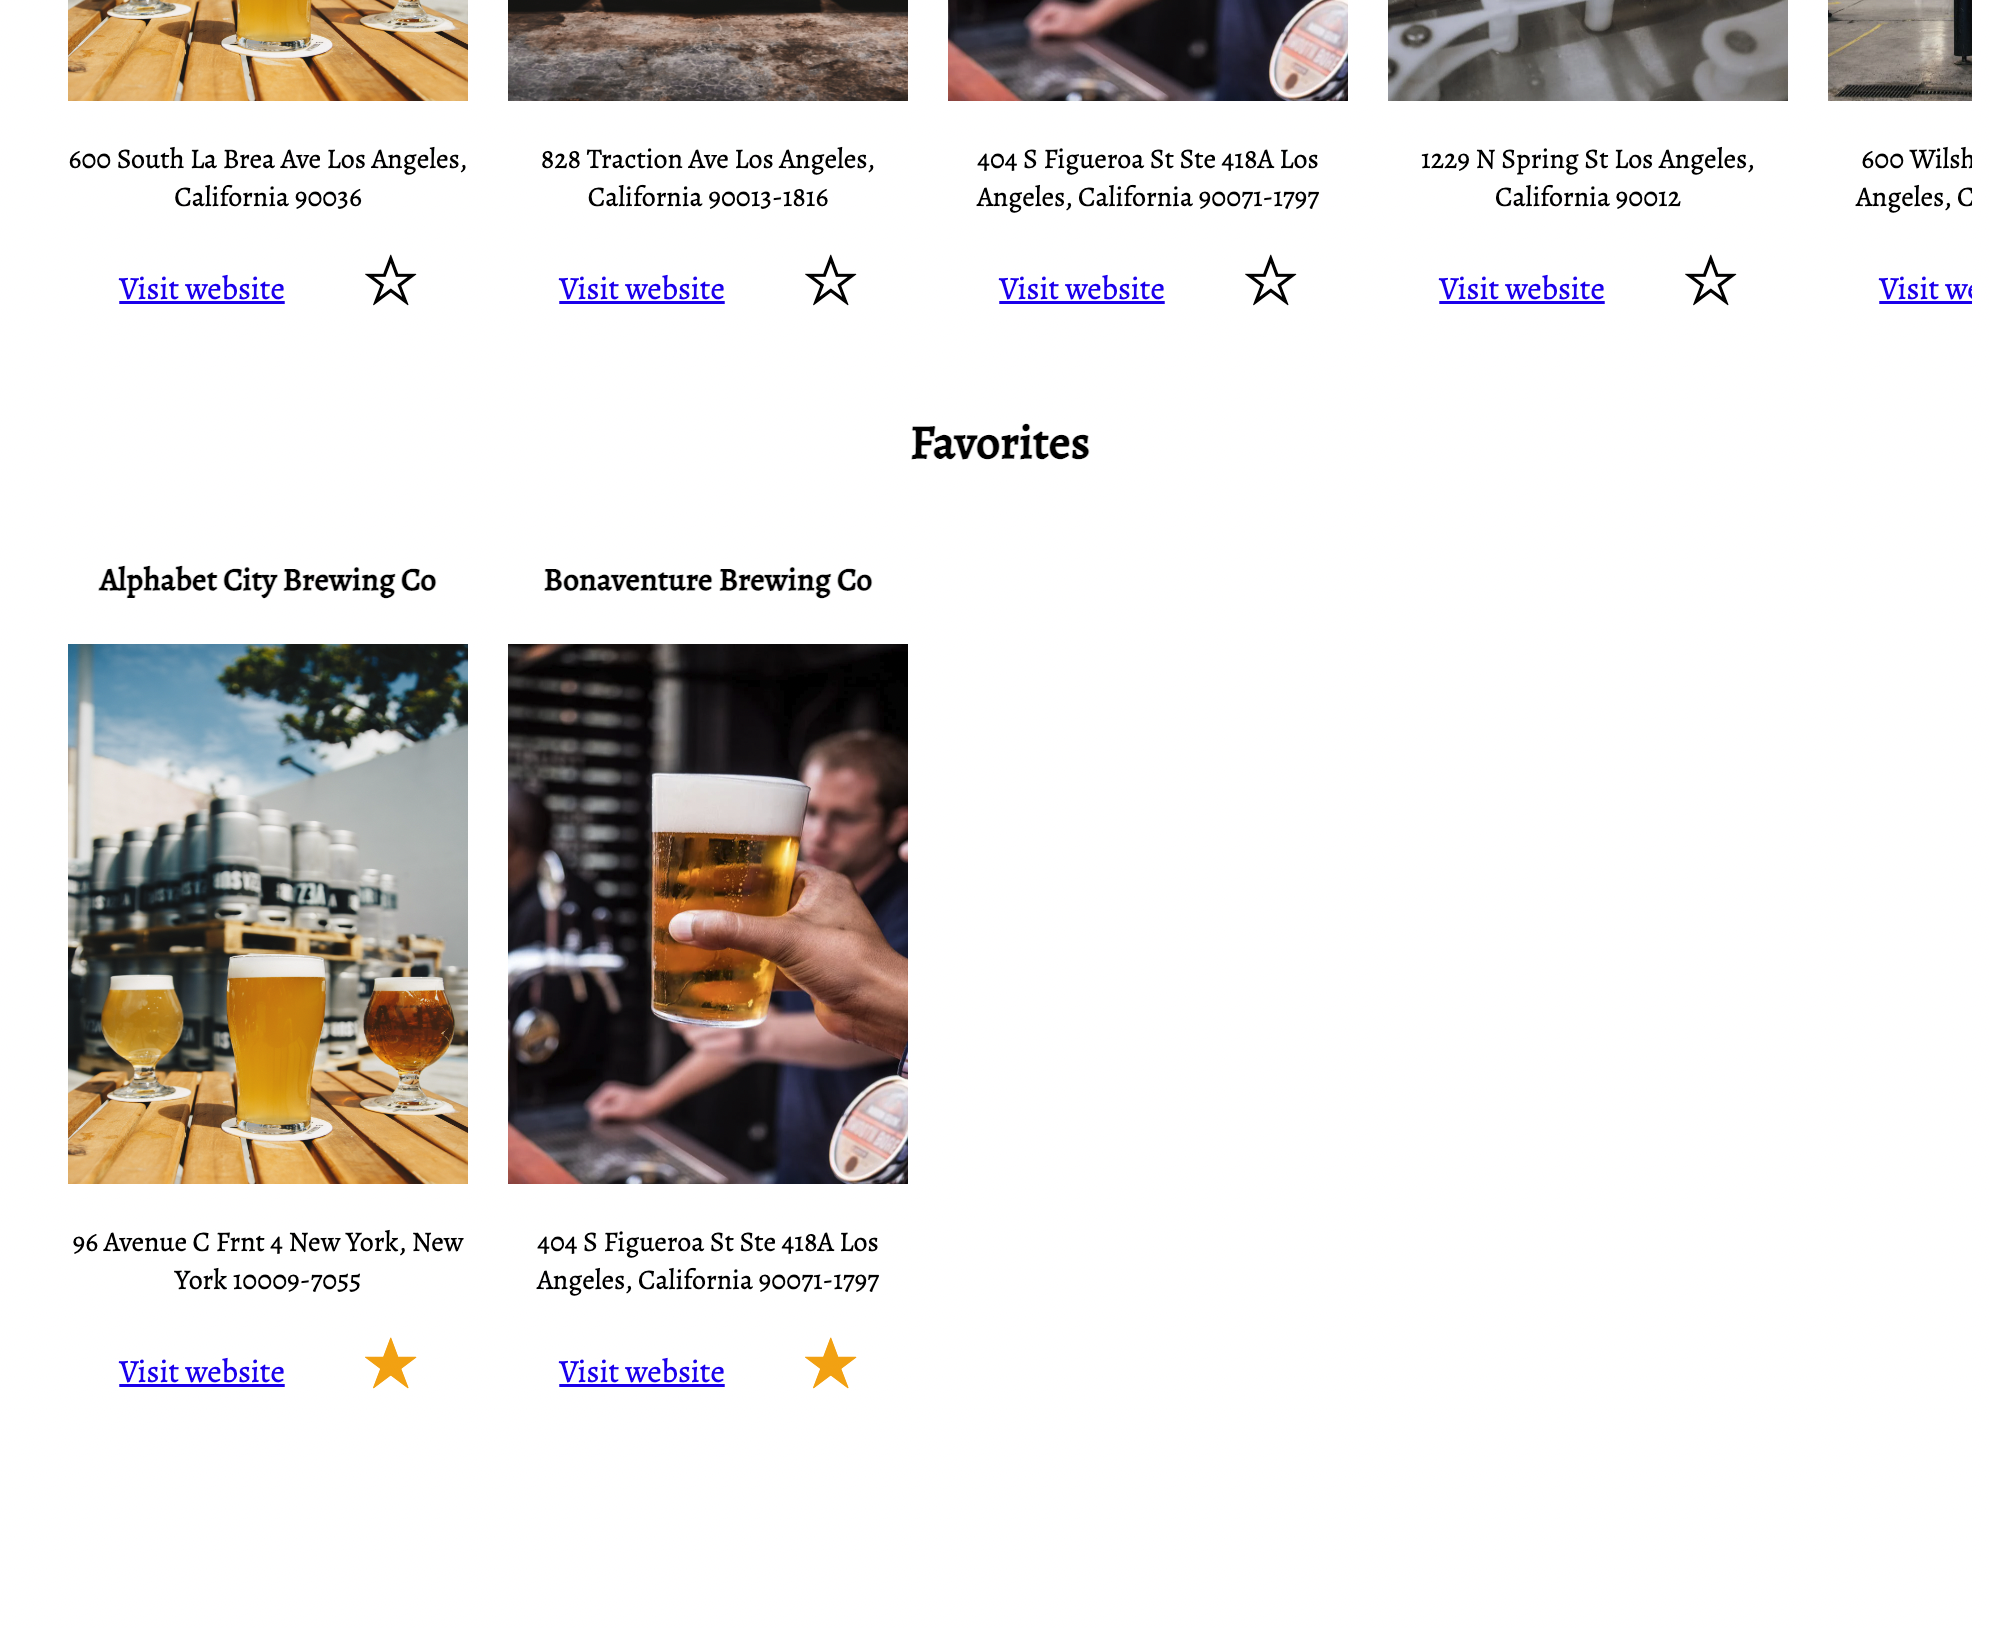 600 South La Brea Ave Los Angeles,
California 90036
828 Traction Ave Los Angeles,
California 90013-1816
404 S Figueroa St Ste 418A Los
Angeles, California 90071-1797
1229 N Spring St Los Angeles,
California 90012
600 Wilsh
Angeles, C
Visit website
Visit website
Visit website
Visit website
Visit we
Favorites
Alphabet City Brewing Co
Bonaventure Brewing Co
96 Avenue C Frnt 4 New York, New
York 10009-7055
404 S Figueroa St Ste 418A Los
Angeles, California 90071-1797
Visit website
Visit website